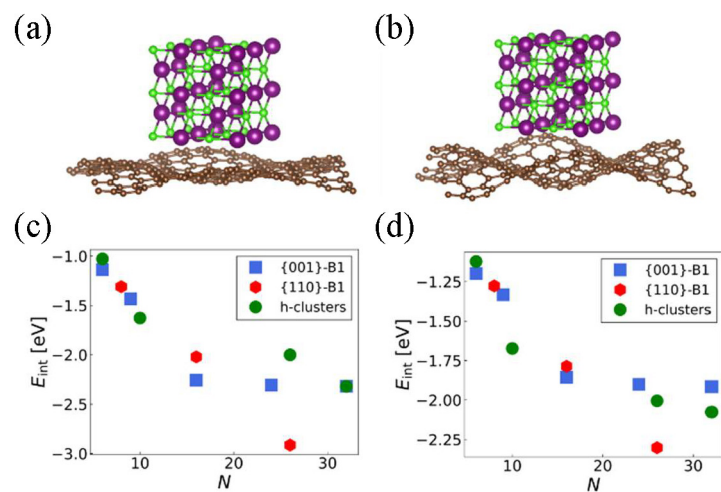 (a)
(b)
(c)
(d)
−1.0
−1.5
−2.0
−2.5
−3.0
E_int [eV]
{001}-B1
{110}-B1
h-clusters
10
20
30
N
−1.25
−1.50
−1.75
−2.00
−2.25
E_int [eV]
{001}-B1
{110}-B1
h-clusters
10
20
30
N